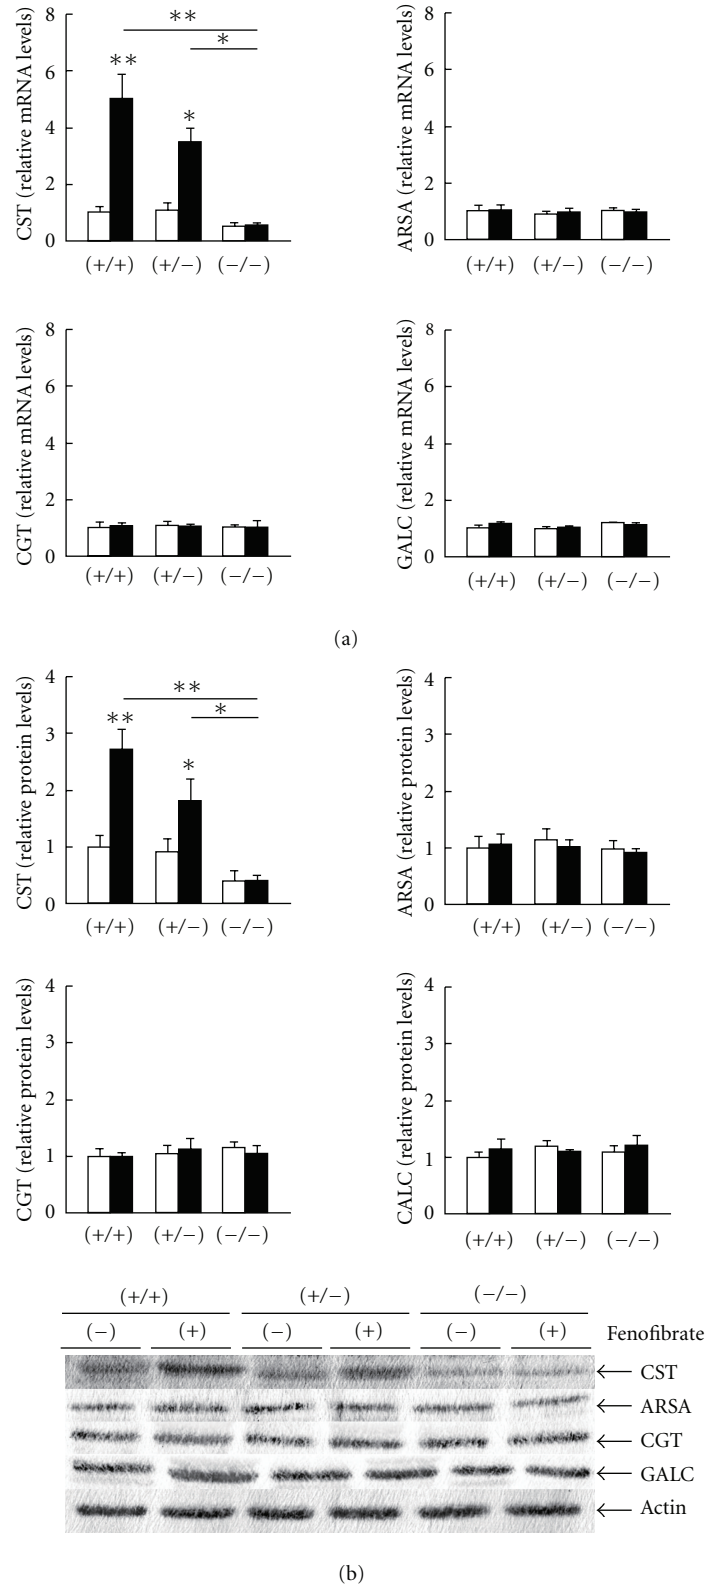 CST (relative mRNA levels)
8
6
4
2
0
**
*
**
*
(+/+) (+/−) (−/−)
ARSA (relative mRNA levels)
8
6
4
2
0
(+/+) (+/−) (−/−)
CGT (relative mRNA levels)
8
6
4
2
0
(+/+) (+/−) (−/−)
GALC (relative mRNA levels)
8
6
4
2
0
(+/+) (+/−) (−/−)
(a)
CST (relative protein levels)
4
3
2
1
0
**
*
**
*
(+/+) (+/−) (−/−)
ARSA (relative protein levels)
4
3
2
1
0
(+/+) (+/−) (−/−)
CGT (relative protein levels)
4
3
2
1
0
(+/+) (+/−) (−/−)
CALC (relative protein levels)
4
3
2
1
0
(+/+) (+/−) (−/−)
(+/+) (+/−) (−/−)
(−) (+) (−) (+) (−) (+) Fenofibrate
CST
ARSA
CGT
GALC
Actin
(b)